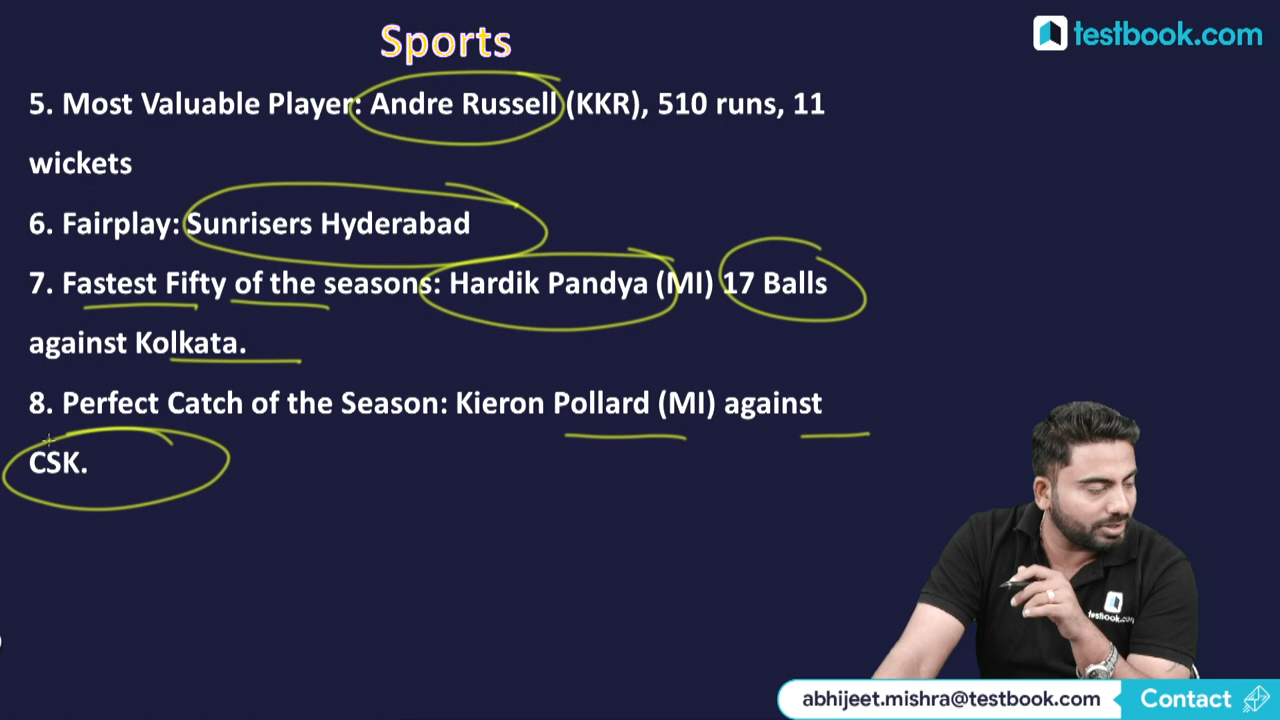 Sports
testbook.com
5. Most Valuable Player: Andre Russell (KKR), 510 runs, 11
wickets
6. Fairplay: Sunrisers Hyderabad
7. Fastest Fifty of the seasons: Hardik Pandya (MI) 17 Balls
against Kolkata.
8. Perfect Catch of the Season: Kieron Pollard (MI) against
CSK.
testbook.com
abhijeet.mishra@testbook.com Contact